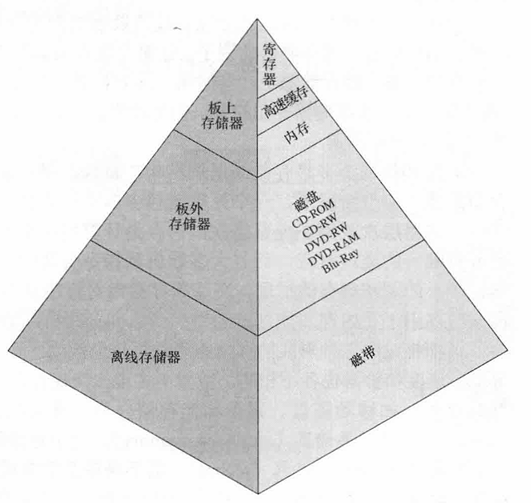 寄存器
高速缓存
内存
板上
存储器
板外
存储器
磁盘
CD-ROM
CD-RW
DVD-RW
DVD-RAM
Blu-Ray
离线存储器
磁带